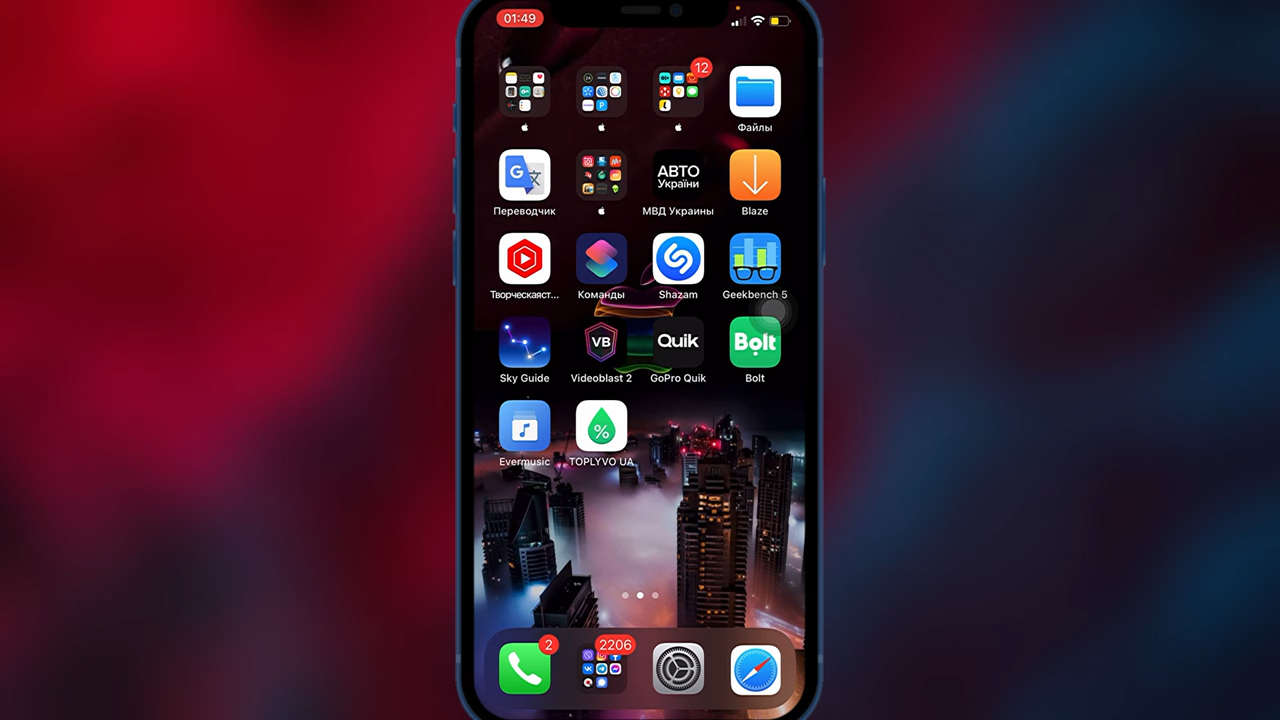 01:49
12
Файлы
G
АВТО
України
Переводчик
МВД Украины
Blaze
Творческаяст...
Команды
Shazam
Geekbench 5
VB
Quik
Bolt
Sky Guide
Videoblast 2
GoPro Quik
Bolt
%
Evermusic
TOPLYVO UA
2
2206